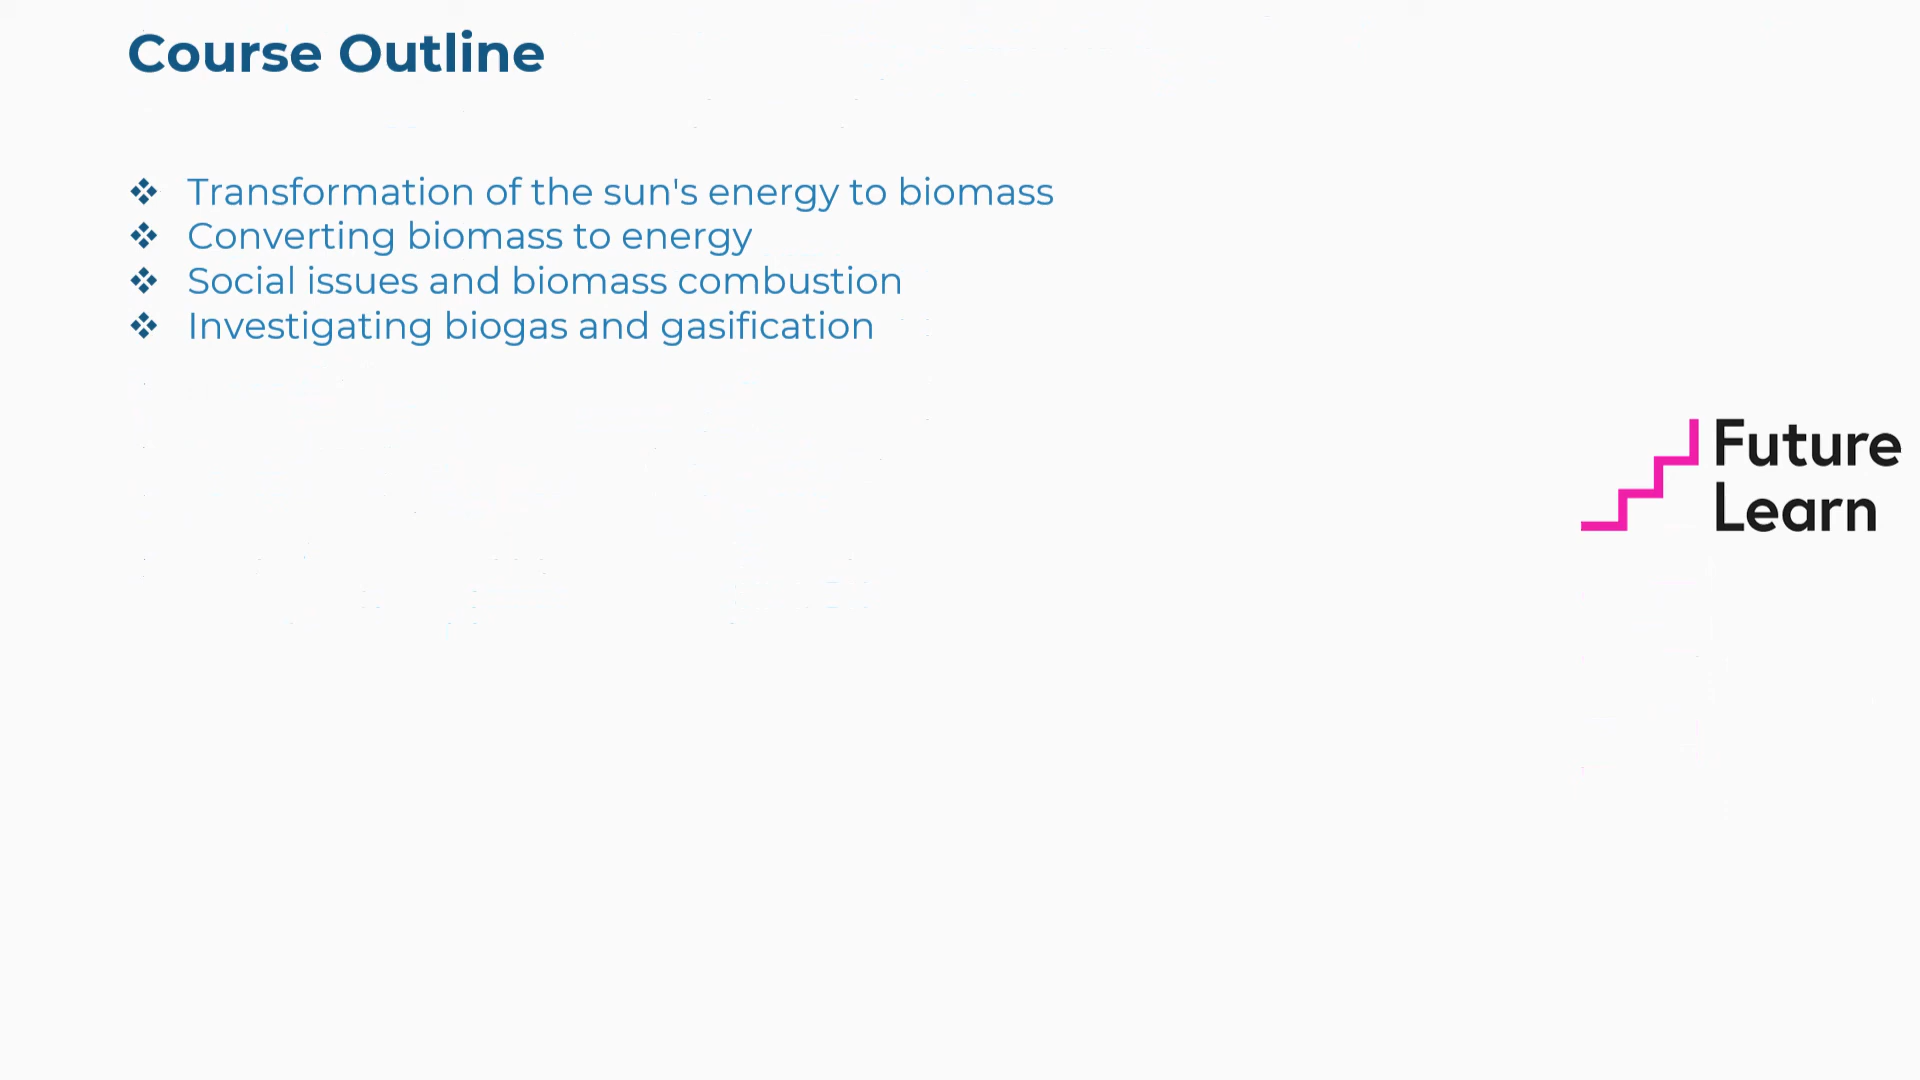 Course Outline
❖ Transformation of the sun's energy to biomass
❖ Converting biomass to energy
❖ Social issues and biomass combustion
❖ Investigating biogas and gasification
Future
Learn